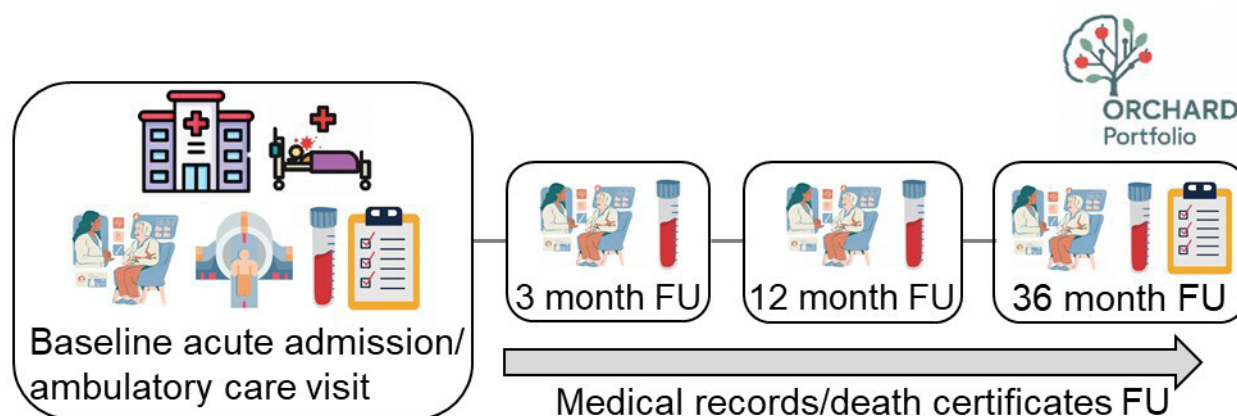 ORCHARD
Portfolio
Baseline acute admission/
ambulatory care visit
3 month FU
12 month FU
36 month FU
Medical records/death certificates FU